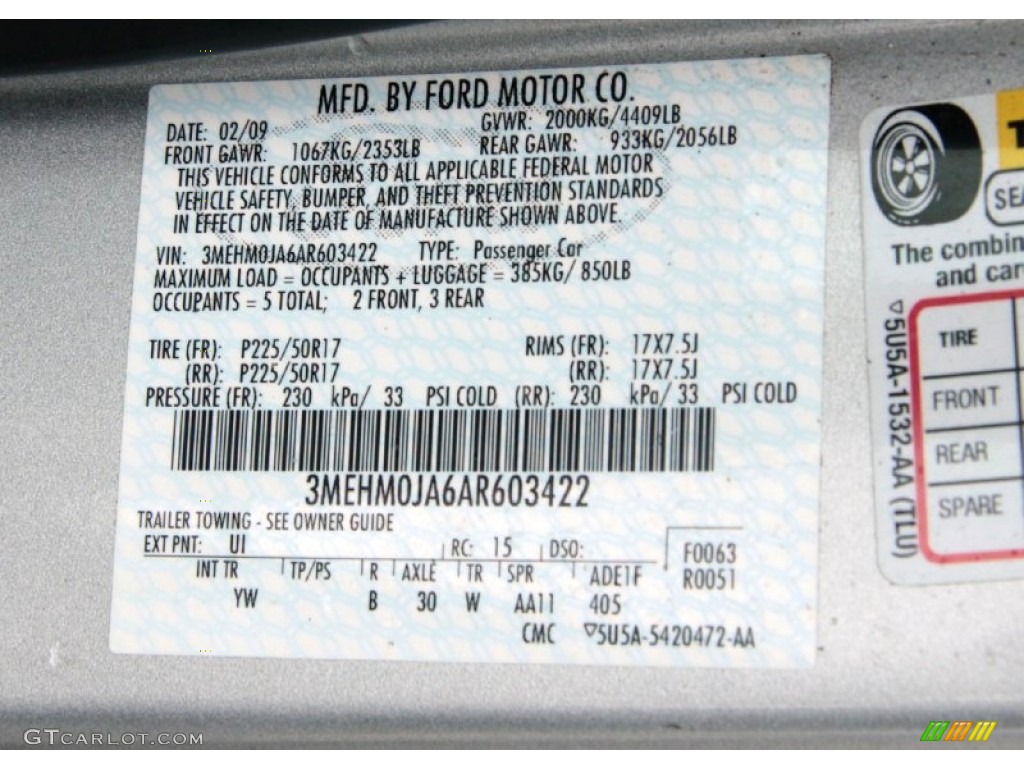 MFD. BY FORD MOTOR CO.
DATE: 02/09 GVWR: 2000KG/4409LB
FRONT GAWR: 1067KG/2353LB REAR GAWR: 933KG/2056LB
THIS VEHICLE CONFORMS TO ALL APPLICABLE FEDERAL MOTOR
VEHICLE SAFETY, BUMPER, AND THEFT PREVENTION STANDARDS
IN EFFECT ON THE DATE OF MANUFACTURE SHOWN ABOVE.
VIN: 3MEHM0JA6AR603422 TYPE: Passenger Car
MAXIMUM LOAD = OCCUPANTS + LUGGAGE = 385KG/ 850LB
OCCUPANTS = 5 TOTAL; 2 FRONT, 3 REAR
TIRE (FR): P225/50R17 RIMS (FR): 17X7.5J
(RR): P225/50R17 (RR): 17X7.5J
PRESSURE (FR): 230 kPa/ 33 PSI COLD (RR): 230 kPa/ 33 PSI COLD
3MEHM0JA6AR603422
TRAILER TOWING - SEE OWNER GUIDE
EXT PNT: UI RC: 15 DSO: F0063
INT TR TP/PS R AXLE TR SPR ADE1F R0051
YW B 30 W AA11 405
CMC ▽5U5A-5420472-AA
The combin
and car
TIRE
FRONT
REAR
SPARE
▽5U5A-1532-AA (TLU)
GTCARLOT.COM